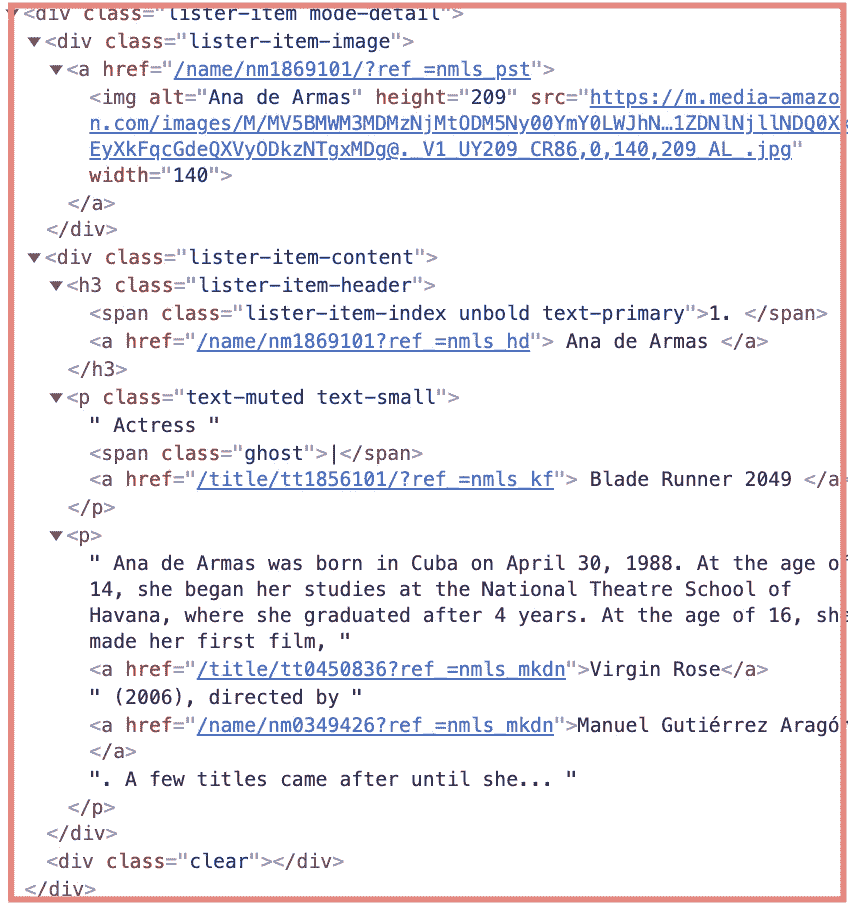 ▼<div class="lister-item mode-detail">
▼<div class="lister-item-image">
▼<a href="/name/nm1869101/?ref_=nmls_pst">
<img alt="Ana de Armas" height="209" src="https://m.media-amazo
n.com/images/M/MV5BMWM3MDMzNjMtODM5Ny00YmY0LWJhN…1ZDNlNjllNDQ0X
EyXkFqcGdeQXVyODkzNTgxMDg@._V1_UY209_CR86,0,140,209_AL_.jpg"
width="140">
</a>
</div>
▼<div class="lister-item-content">
▼<h3 class="lister-item-header">
<span class="lister-item-index unbold text-primary">1. </span>
<a href="/name/nm1869101?ref_=nmls_hd"> Ana de Armas </a>
</h3>
▼<p class="text-muted text-small">
" Actress "
<span class="ghost">|</span>
<a href="/title/tt1856101/?ref_=nmls_kf"> Blade Runner 2049 </a
</p>
▼<p>
" Ana de Armas was born in Cuba on April 30, 1988. At the age o
14, she began her studies at the National Theatre School of
Havana, where she graduated after 4 years. At the age of 16, she
made her first film, "
<a href="/title/tt0450836?ref_=nmls_mkdn">Virgin Rose</a>
" (2006), directed by "
<a href="/name/nm0349426?ref_=nmls_mkdn">Manuel Gutiérrez Aragó
</a>
". A few titles came after until she... "
</p>
</div>
<div class="clear"></div>
</div>